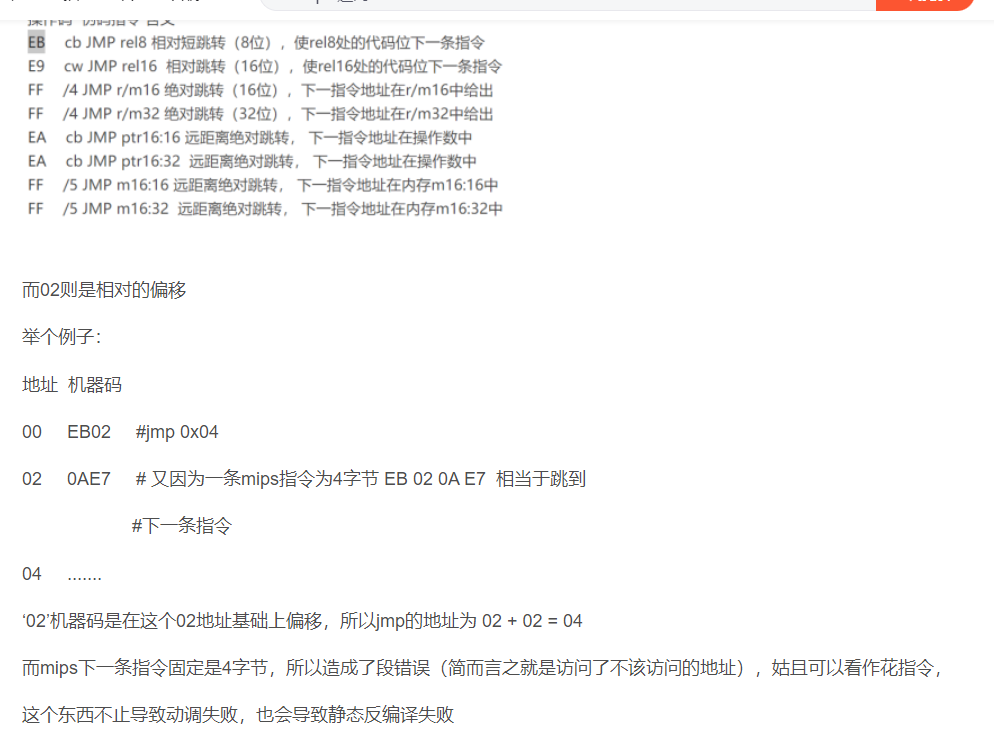 操作码 伪码指令 含义
EB cb JMP rel8 相对短跳转（8位），使rel8处的代码位下一条指令
E9 cw JMP rel16 相对跳转（16位），使rel16处的代码位下一条指令
FF /4 JMP r/m16 绝对跳转（16位），下一指令地址在r/m16中给出
FF /4 JMP r/m32 绝对跳转（32位），下一指令地址在r/m32中给出
EA cb JMP ptr16:16 远距离绝对跳转， 下一指令地址在操作数中
EA cb JMP ptr16:32 远距离绝对跳转， 下一指令地址在操作数中
FF /5 JMP m16:16 远距离绝对跳转， 下一指令地址在内存m16:16中
FF /5 JMP m16:32 远距离绝对跳转， 下一指令地址在内存m16:32中
而02则是相对的偏移
举个例子：
地址 机器码
00 EB02 #jmp 0x04
02 0AE7 # 又因为一条mips指令为4字节 EB 02 0A E7 相当于跳到
#下一条指令
04 .......
‘02’机器码是在这个02地址基础上偏移，所以jmp的地址为 02 + 02 = 04
而mips下一条指令固定是4字节，所以造成了段错误（简而言之就是访问了不该访问的地址），姑且可以看作花指令，
这个东西不止导致动调失败，也会导致静态反编译失败